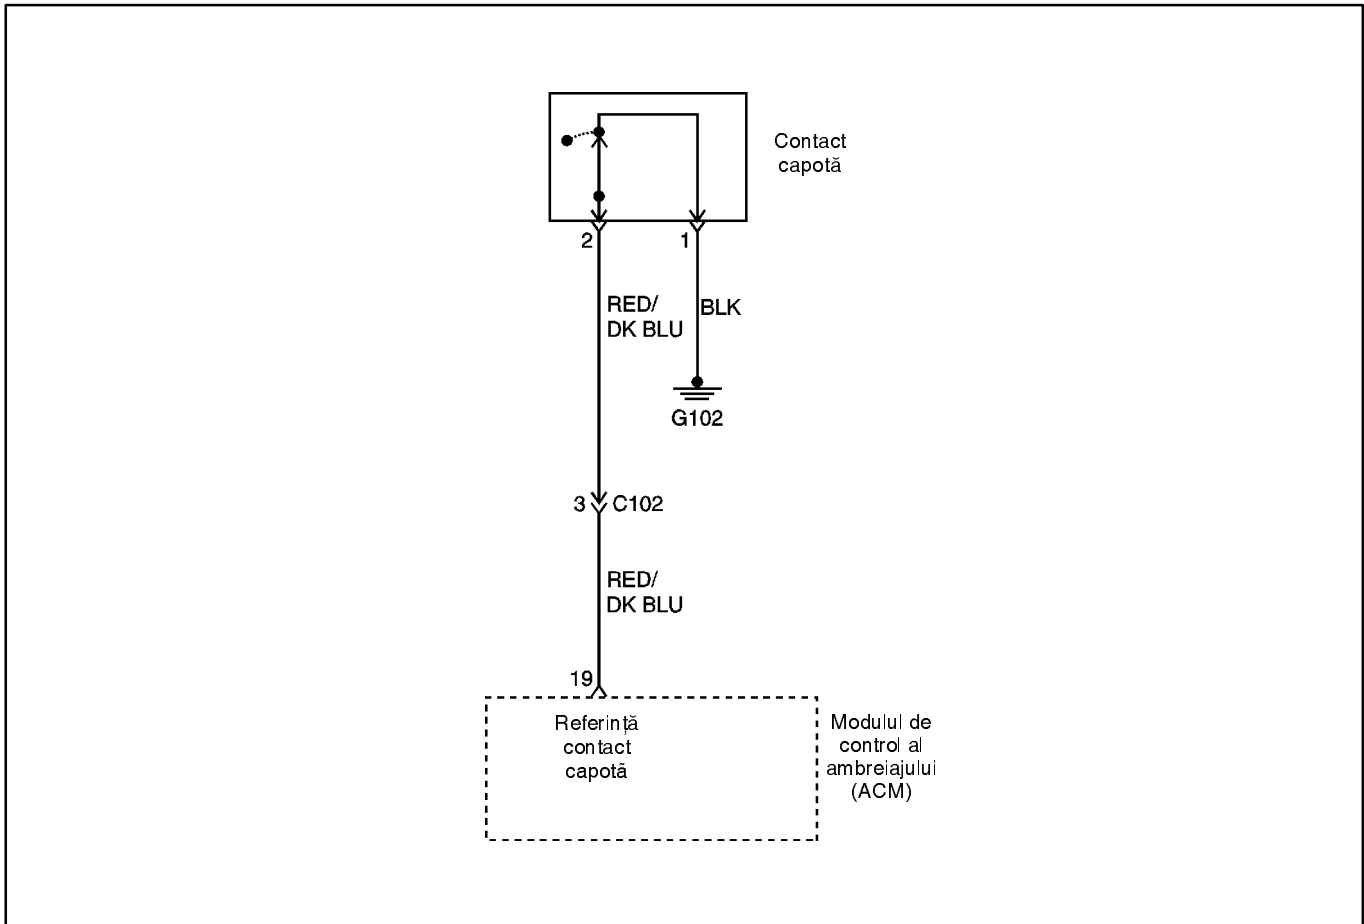 Contact
capotă
2
1
RED/
DK BLU
BLK
G102
3
C102
RED/
DK BLU
19
Referinţă
contact
capotă
Modulul de
control al
ambreiajului
(ACM)